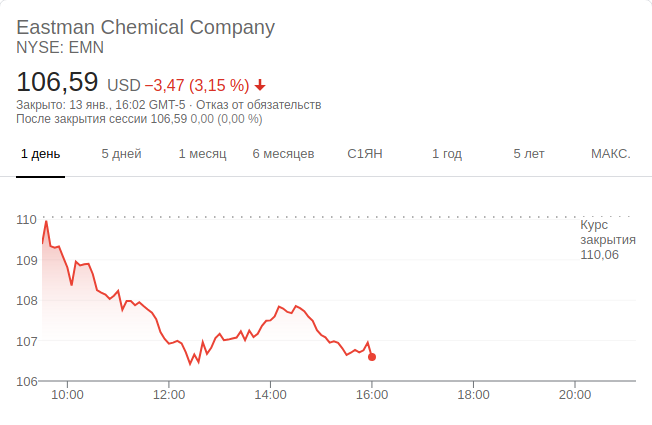 Eastman Chemical Company
NYSE: EMN
106,59 USD −3,47 (3,15 %)
Закрыто: 13 янв., 16:02 GMT-5 · Отказ от обязательств
После закрытия сессии 106,59 0,00 (0,00 %)
1 день 5 дней 1 месяц 6 месяцев С1ЯН 1 год 5 лет МАКС.
110
Курс
закрытия
110,06
109
108
107
106
10:00 12:00 14:00 16:00 18:00 20:00